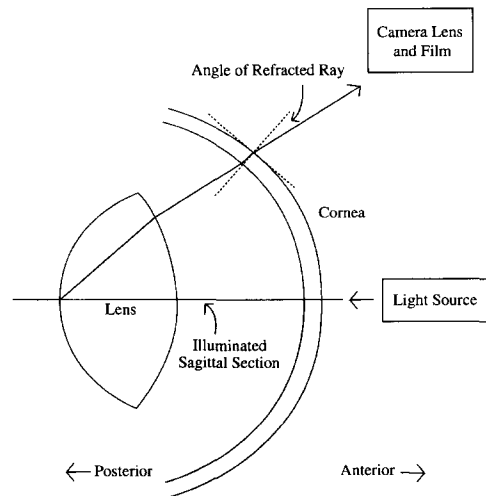 Camera Lens
and Film
Angle of Refracted Ray
Cornea
Light Source
Lens
Illuminated
Sagittal Section
Posterior
Anterior